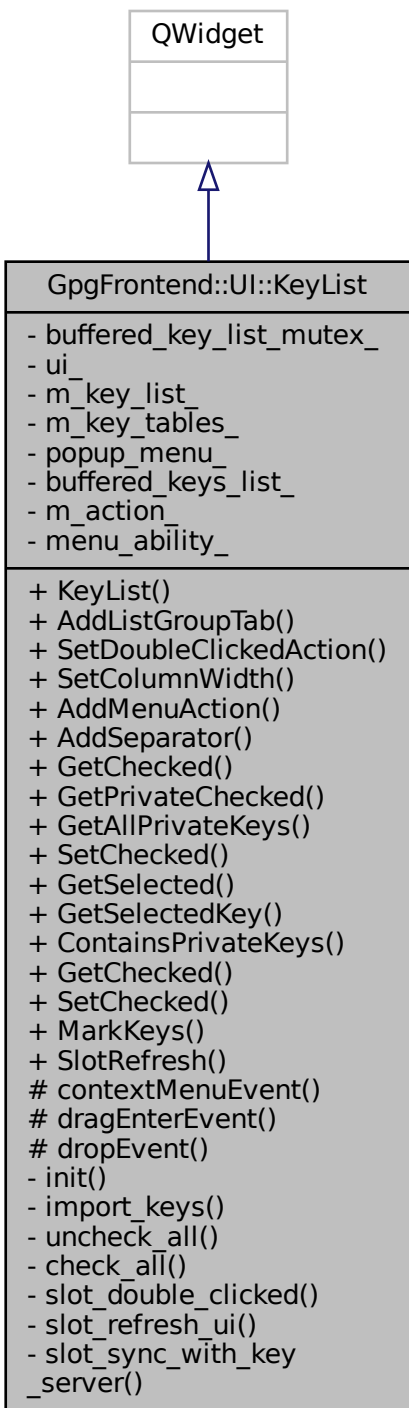 QWidget
GpgFrontend::UI::KeyList
- buffered_key_list_mutex_
- ui_
- m_key_list_
- m_key_tables_
- popup_menu_
- buffered_keys_list_
- m_action_
- menu_ability_
+ KeyList()
+ AddListGroupTab()
+ SetDoubleClickedAction()
+ SetColumnWidth()
+ AddMenuAction()
+ AddSeparator()
+ GetChecked()
+ GetPrivateChecked()
+ GetAllPrivateKeys()
+ SetChecked()
+ GetSelected()
+ GetSelectedKey()
+ ContainsPrivateKeys()
+ GetChecked()
+ SetChecked()
+ MarkKeys()
+ SlotRefresh()
# contextMenuEvent()
# dragEnterEvent()
# dropEvent()
- init()
- import_keys()
- uncheck_all()
- check_all()
- slot_double_clicked()
- slot_refresh_ui()
- slot_sync_with_key
_server()